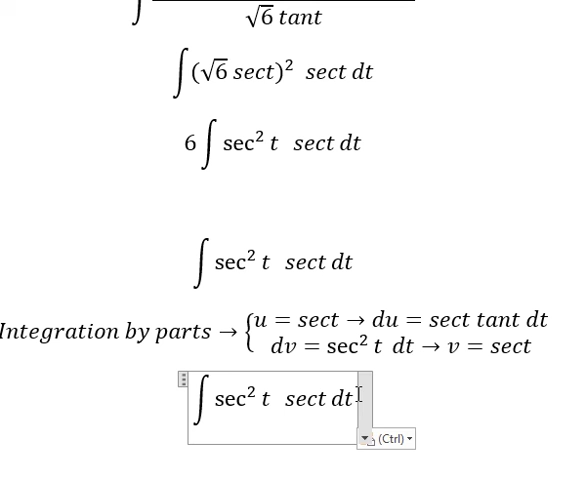 ∫ √6 tant
∫(√6 sect)² sect dt
6 ∫ sec² t sect dt
∫ sec² t sect dt
Integration by parts → { u = sect → du = sect tant dt
dv = sec² t dt → v = sect
∫ sec² t sect dt
(Ctrl)